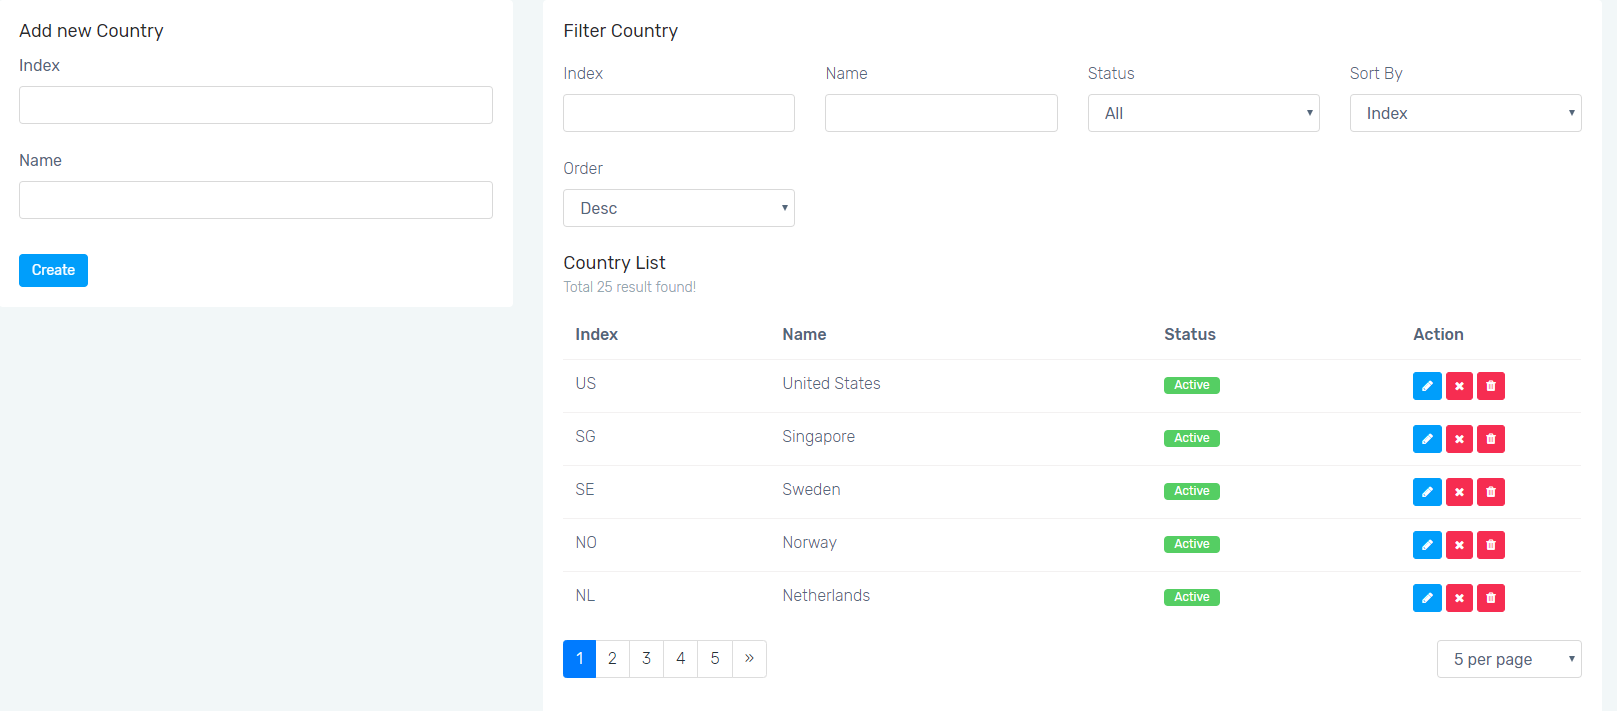 Add new Country
Index
Name
Create
Filter Country
Index Name Status Sort By
All Index
Order
Desc
Country List
Total 25 result found!
Index Name Status Action
US United States Active
SG Singapore Active
SE Sweden Active
NO Norway Active
NL Netherlands Active
1 2 3 4 5 » 5 per page